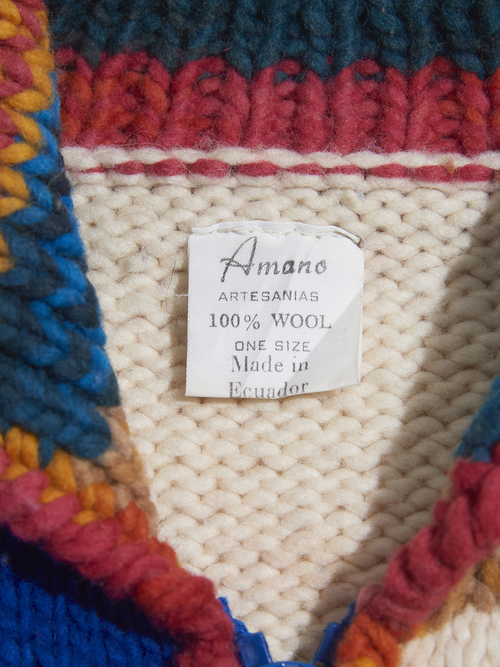 Amano
ARTESANIAS
100% WOOL
ONE SIZE
Made in
Ecuador